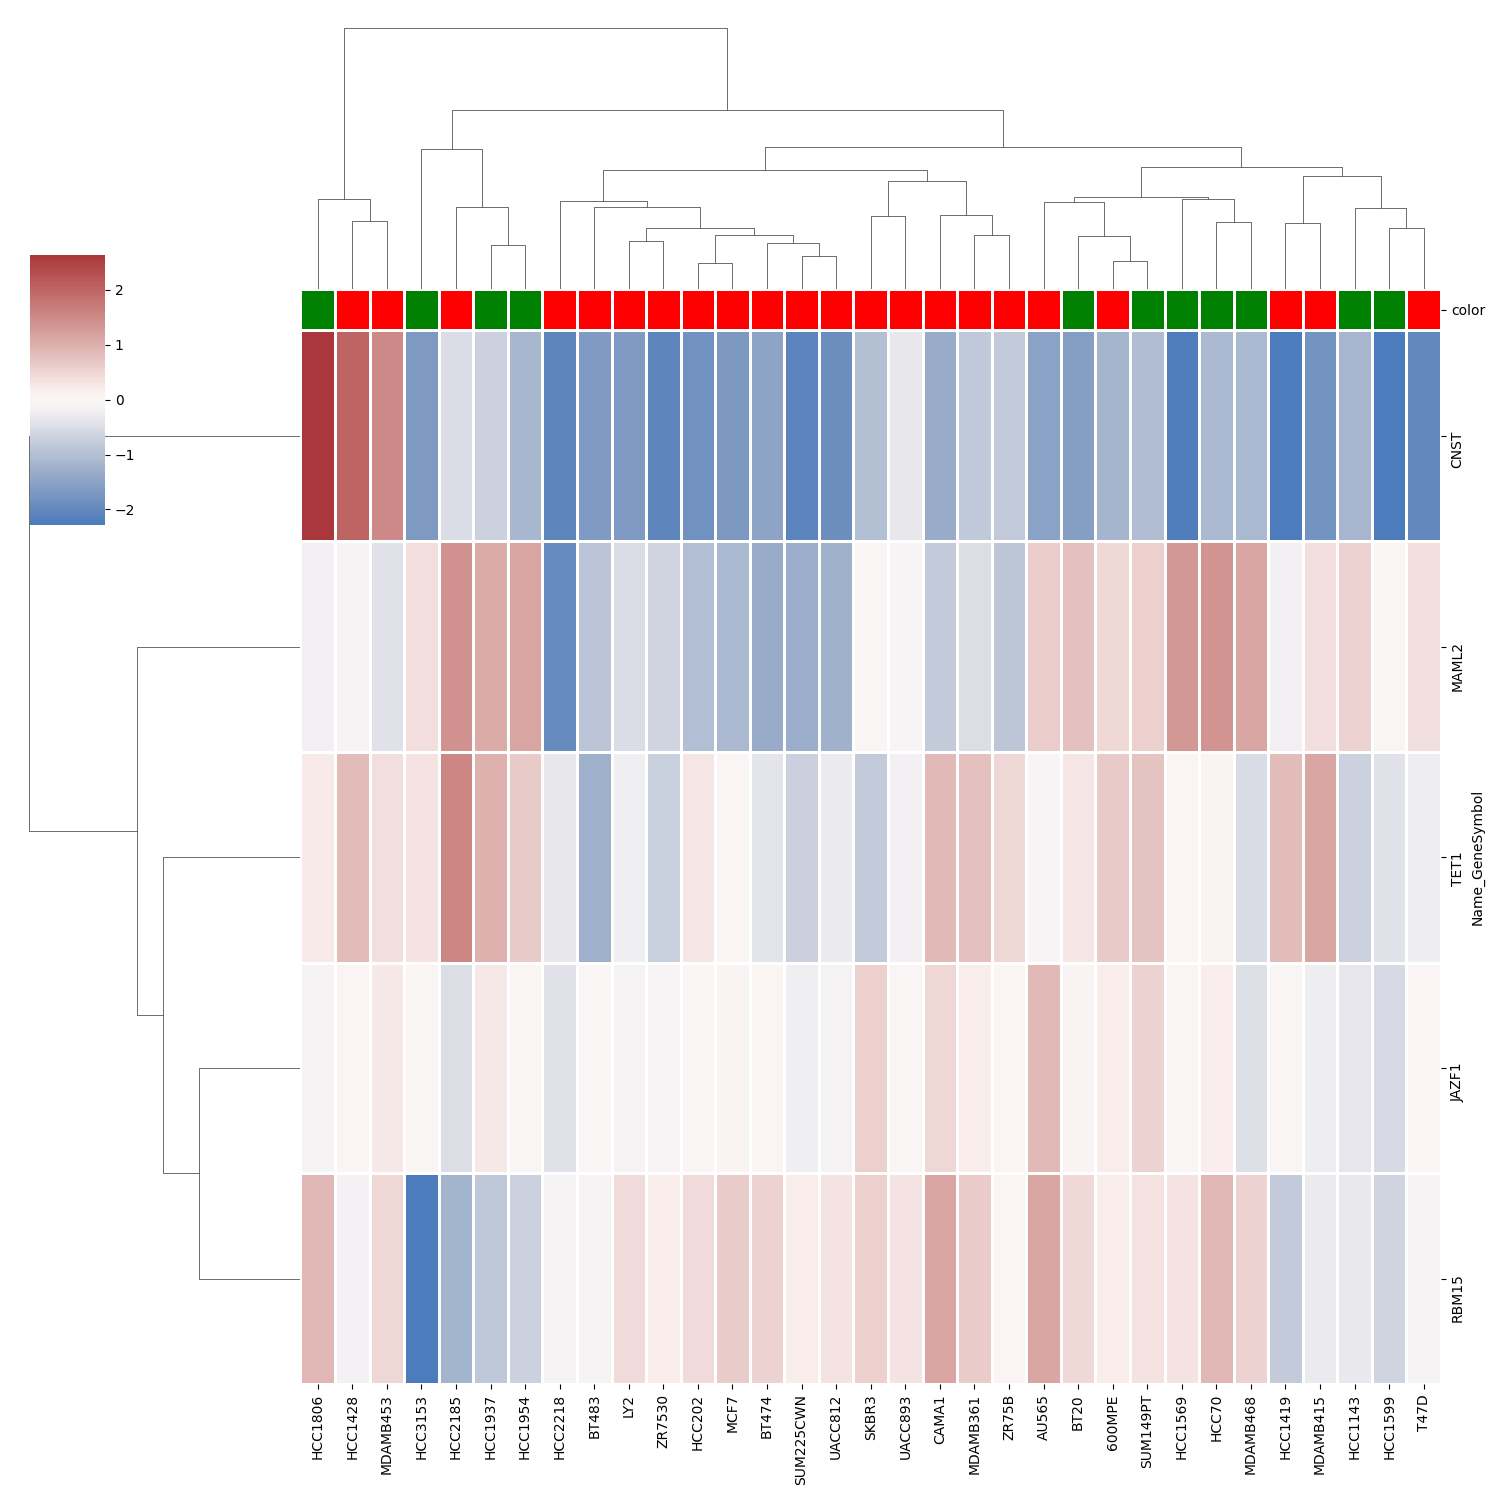 2
1
0
−1
−2
color
CNST
MAML2
TET1
JAZF1
RBM15
Name_GeneSymbol
HCC1806
HCC1428
MDAMB453
HCC3153
HCC2185
HCC1937
HCC1954
HCC2218
BT483
LY2
ZR7530
HCC202
MCF7
BT474
SUM225CWN
UACC812
SKBR3
UACC893
CAMA1
MDAMB361
ZR75B
AU565
BT20
600MPE
SUM149PT
HCC1569
HCC70
MDAMB468
HCC1419
MDAMB415
HCC1143
HCC1599
T47D